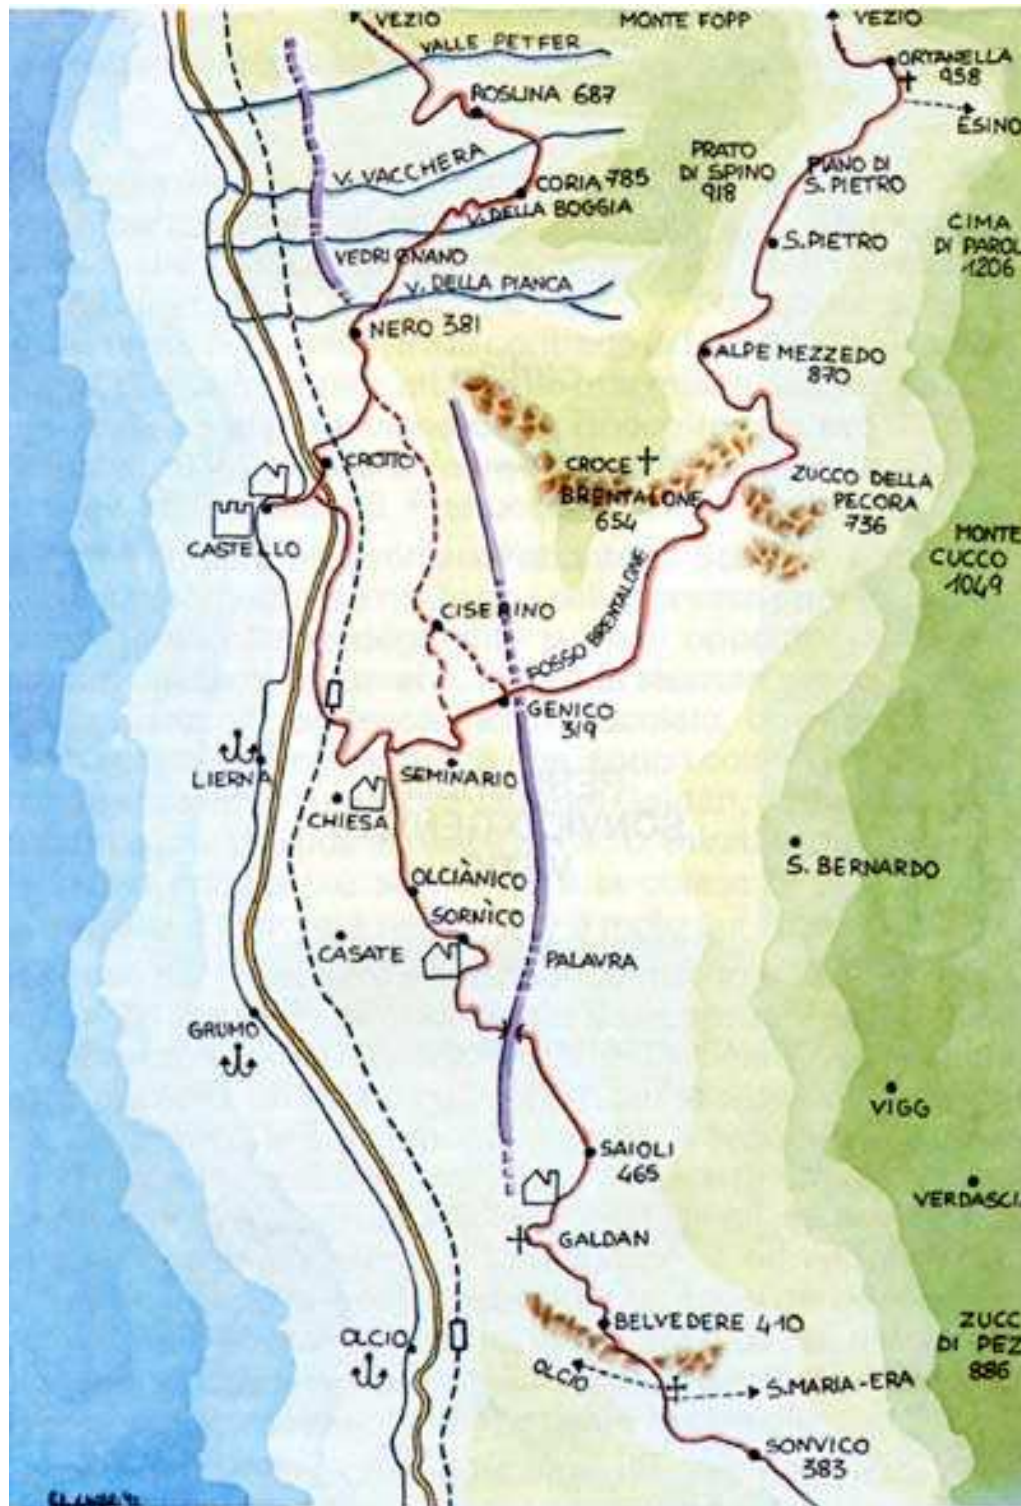 VEZIO
MONTE FOPP
VEZIO
VALLE PETFER
ORTANELLA
958
ROSLINA 687
ESINO
V. VACCHERA
PRATO
DI SPINO
918
PIANO DI
S. PIETRO
CORIA 785
V. DELLA BOGGIA
S. PIETRO
CIMA
DI PAROL
1206
VEDRIGNANO
V. DELLA PIANCA
NERO 381
ALPE MEZZEDO
870
CROTTO
CROCE
BRENTALONE
654
ZUCCO DELLA
PECORA
736
CASTELLO
MONTE
CUCCO
1049
CISERINO
FOSSO BRENTALONE
GENICO
319
LIERNA
SEMINARIO
CHIESA
S. BERNARDO
OLCIÀNICO
SORNÌCO
CASATE
PALAVRA
GRUMO
VIGG
SAIOLI
465
VERDASCI
GALDAN
BELVEDERE 410
ZUCC
DI PEZ
886
OLCIO
OLCIO
S. MARIA-ERA
SONVICO
383